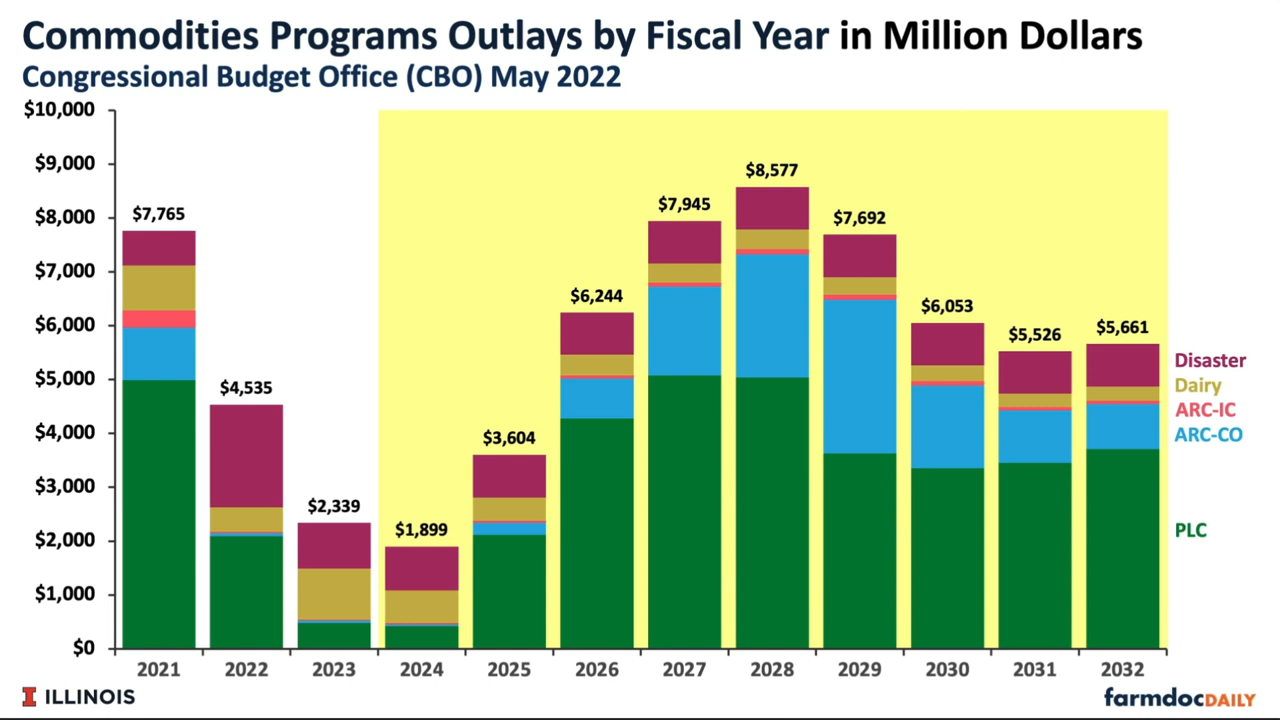 Commodities Programs Outlays by Fiscal Year in Million Dollars
Congressional Budget Office (CBO) May 2022
$10,000
$9,000
$8,000
$7,000
$6,000
$5,000
$4,000
$3,000
$2,000
$1,000
$0
$7,765
$4,535
$2,339
$1,899
$3,604
$6,244
$7,945
$8,577
$7,692
$6,053
$5,526
$5,661
Disaster
Dairy
ARC-IC
ARC-CO
PLC
2021 2022 2023 2024 2025 2026 2027 2028 2029 2030 2031 2032
I ILLINOIS
farmdocDAILY